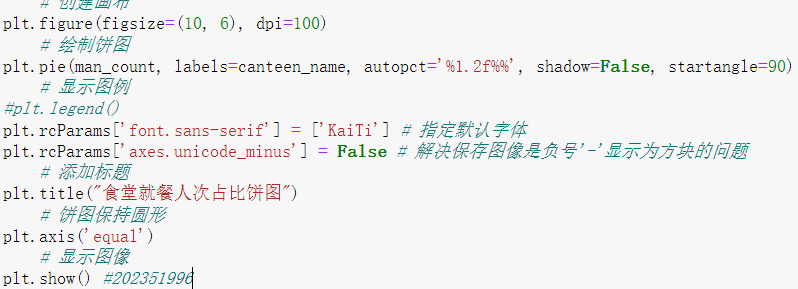 # 创建画布
plt.figure(figsize=(10, 6), dpi=100)
# 绘制饼图
plt.pie(man_count, labels=canteen_name, autopct='%1.2f%%', shadow=False, startangle=90)
# 显示图例
#plt.legend()
plt.rcParams['font.sans-serif'] = ['KaiTi'] # 指定默认字体
plt.rcParams['axes.unicode_minus'] = False # 解决保存图像是负号'-'显示为方块的问题
# 添加标题
plt.title("食堂就餐人次占比饼图")
# 饼图保持圆形
plt.axis('equal')
# 显示图像
plt.show() #202351996